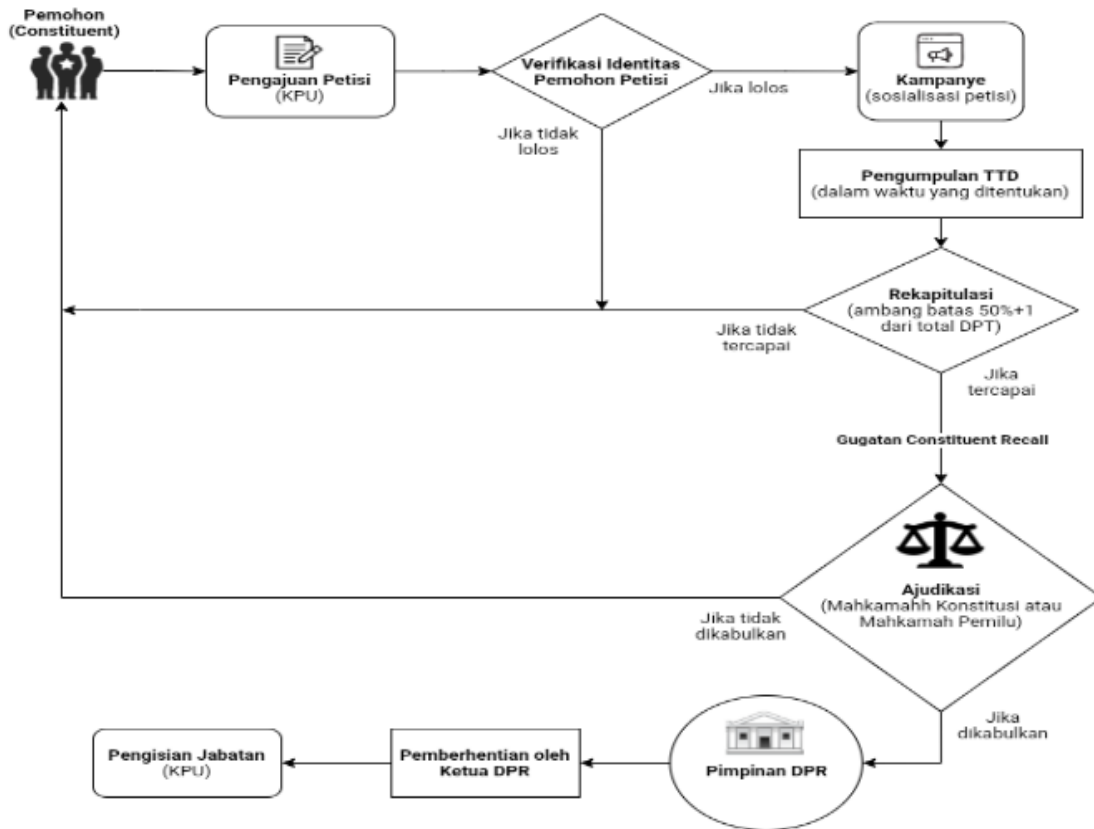 Pemohon
(Constituent)
Pengajuan Petisi
(KPU)
Verifikasi Identitas
Pemohon Petisi
Jika lolos
Jika tidak
lolos
Kampanye
(sosialisasi petisi)
Pengumpulan TTD
(dalam waktu yang ditentukan)
Rekapitulasi
(ambang batas 50%+1
dari total DPT)
Jika tidak
tercapai
Jika
tercapai
Gugatan Constituent Recall
Ajudikasi
(Mahkamahh Konstitusi atau
Mahkamah Pemilu)
Jika tidak
dikabulkan
Jika
dikabulkan
Pimpinan DPR
Pemberhentian oleh
Ketua DPR
Pengisian Jabatan
(KPU)